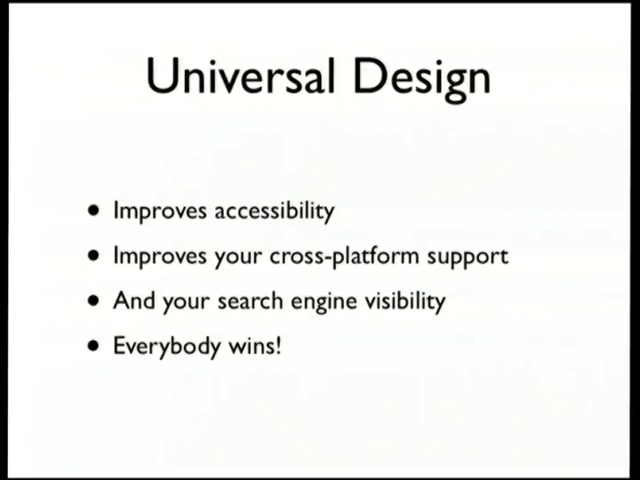 Universal Design
• Improves accessibility
• Improves your cross-platform support
• And your search engine visibility
• Everybody wins!